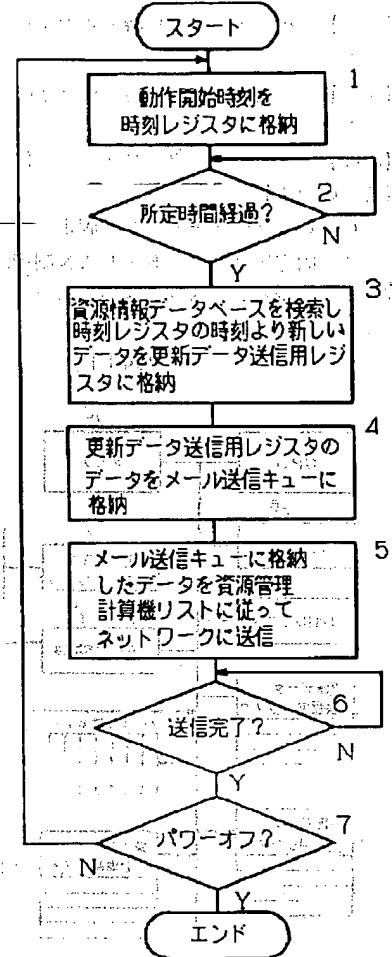 スタート
1
動作開始時刻を
時刻レジスタに格納
2
所定時間経過?
N
Y
3
資源情報データベースを検索し
時刻レジスタの時刻より新しい
データを更新データ送信用レジ
スタに格納
4
更新データ送信用レジスタの
データをメール送信キューに
格納
5
メール送信キューに格納
したデータを資源管理
計算機リストに従って
ネットワークに送信
6
送信完了?
N
Y
7
パワーオフ?
N
Y
エンド